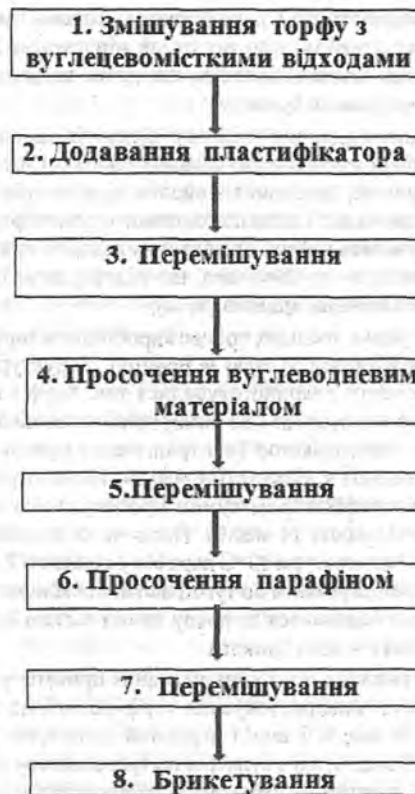 1. Змішування торфу з
вуглецевомісткими відходами
2. Додавання пластифікатора
3. Перемішування
4. Просочення вуглеводневим
матеріалом
5.Перемішування
6. Просочення парафіном
7. Перемішування
8. Брикетування